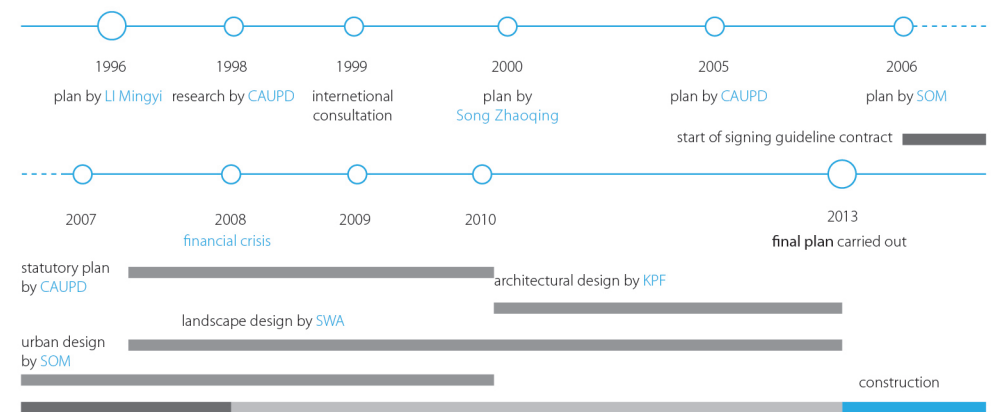 1996
1998
1999
2000
2005
2006
plan by LI Mingyi
research by CAUPD
internetional
consultation
plan by
Song Zhaoqing
plan by CAUPD
plan by SOM
start of signing guideline contract
2007
2008
2009
2010
2013
financial crisis
final plan carried out
statutory plan
by CAUPD
architectural design by KPF
landscape design by SWA
urban design
by SOM
construction